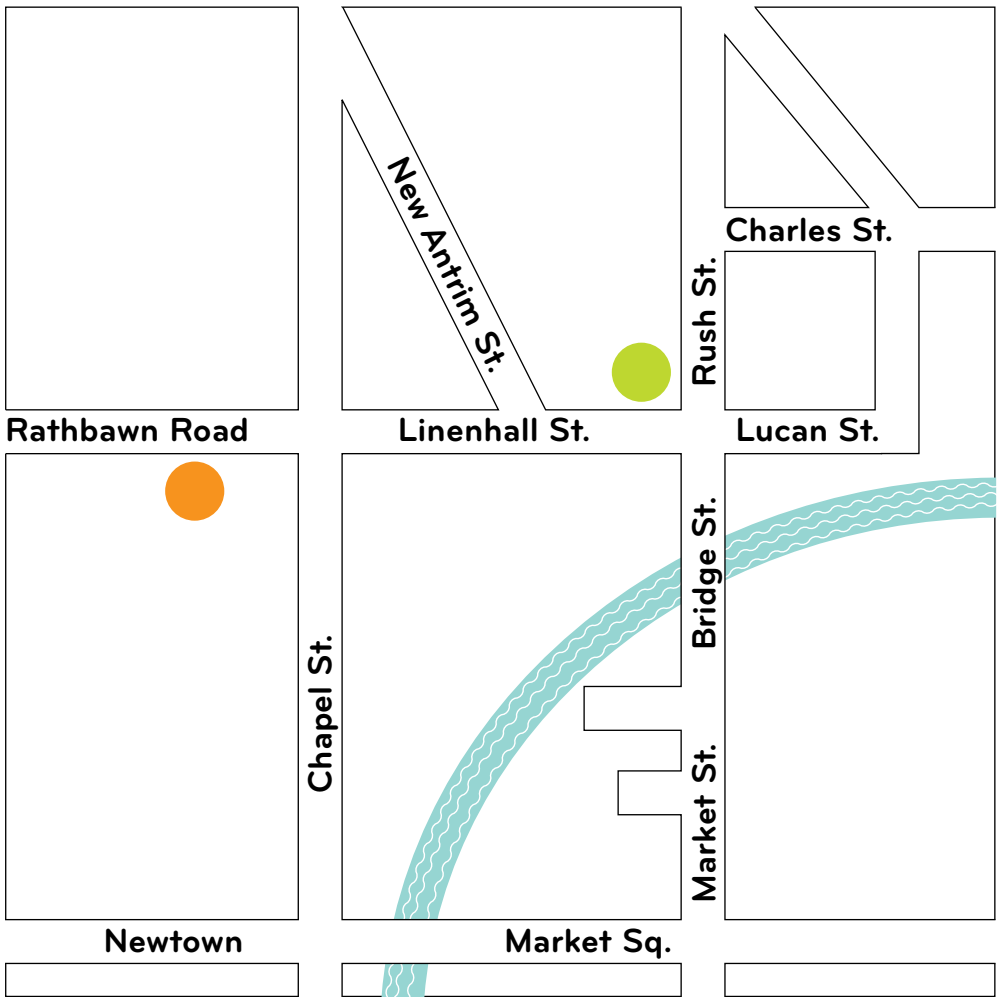 New Antrim St.
Charles St.
Rush St.
Rathbawn Road
Linenhall St.
Lucan St.
Bridge St.
Chapel St.
Market St.
Newtown
Market Sq.